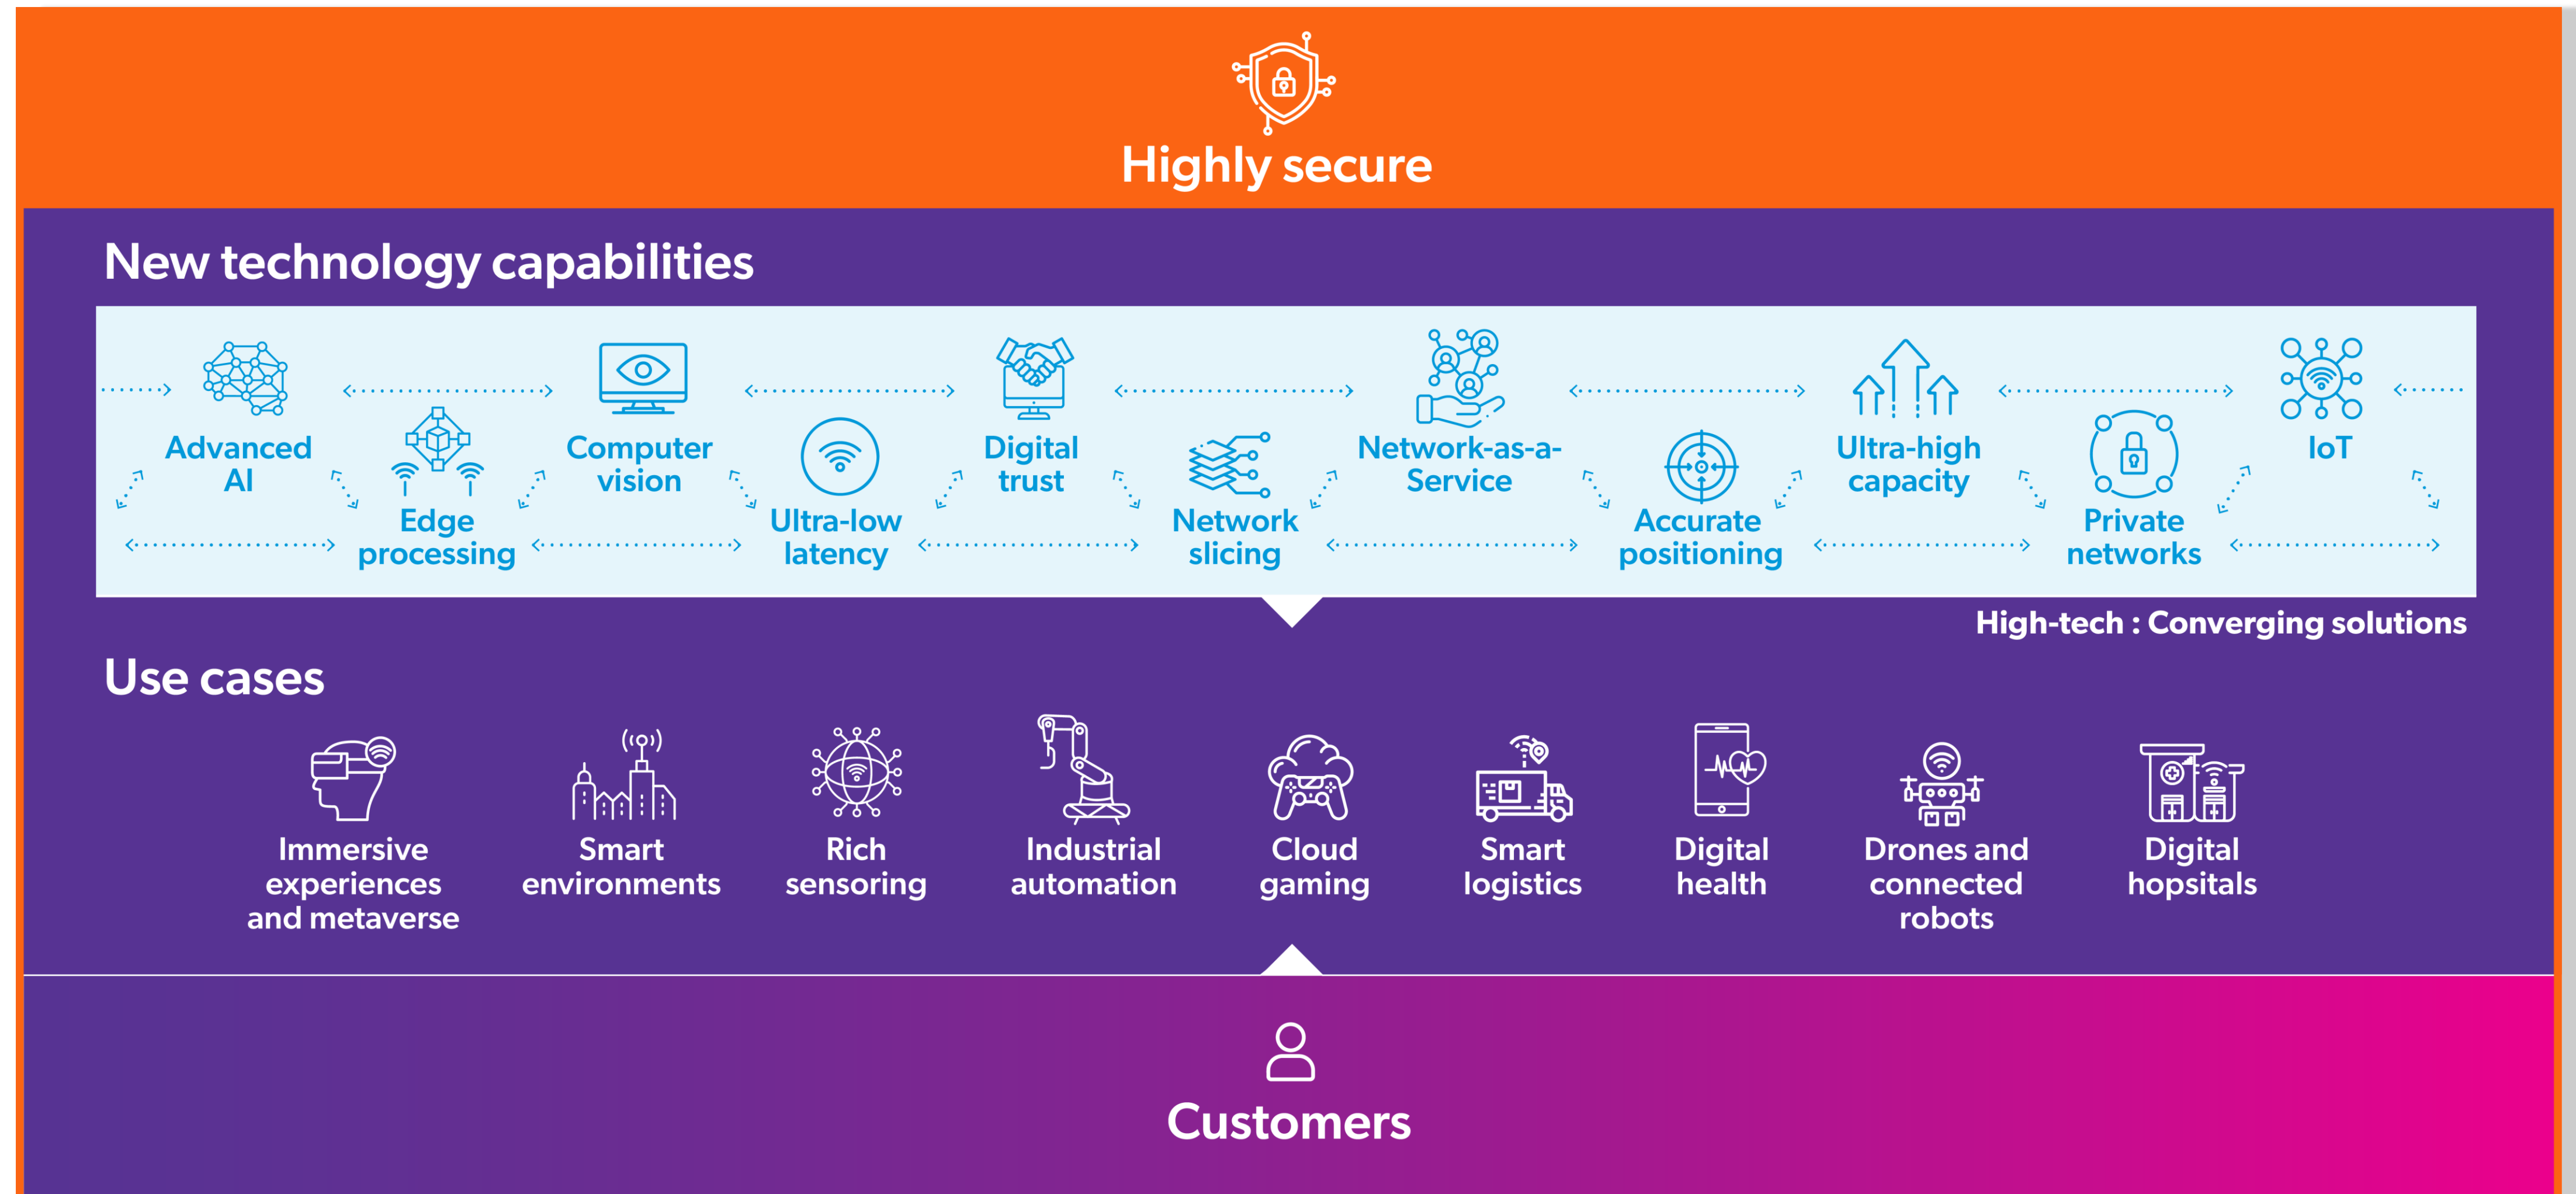 Highly secure
New technology capabilities
Advanced
AI
Edge
processing
Computer
vision
Ultra-low
latency
Digital
trust
Network
slicing
Network-as-a-
Service
Accurate
positioning
Ultra-high
capacity
Private
networks
IoT
High-tech : Converging solutions
Use cases
Immersive
experiences
and metaverse
Smart
environments
Rich
sensoring
Industrial
automation
Cloud
gaming
Smart
logistics
Digital
health
Drones and
connected
robots
Digital
hopsitals
Customers